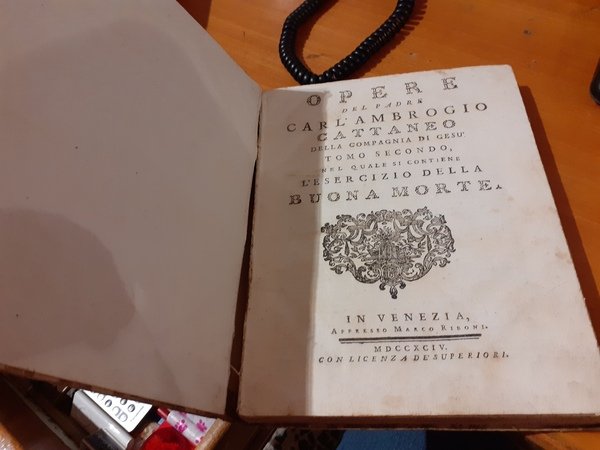 OPERE
DEL PADRE
CARL'AMBROGIO
CATTANEO
DELLA COMPAGNIA DI GESU'
TOMO SECONDO,
NEL QUALE SI CONTIENE
L'ESERCIZIO DELLA
BUONA MORTE.
IN VENEZIA,
APPRESSO MARCO RIBONI.
MDCCXCIV.
CON LICENZA DE' SUPERIORI.